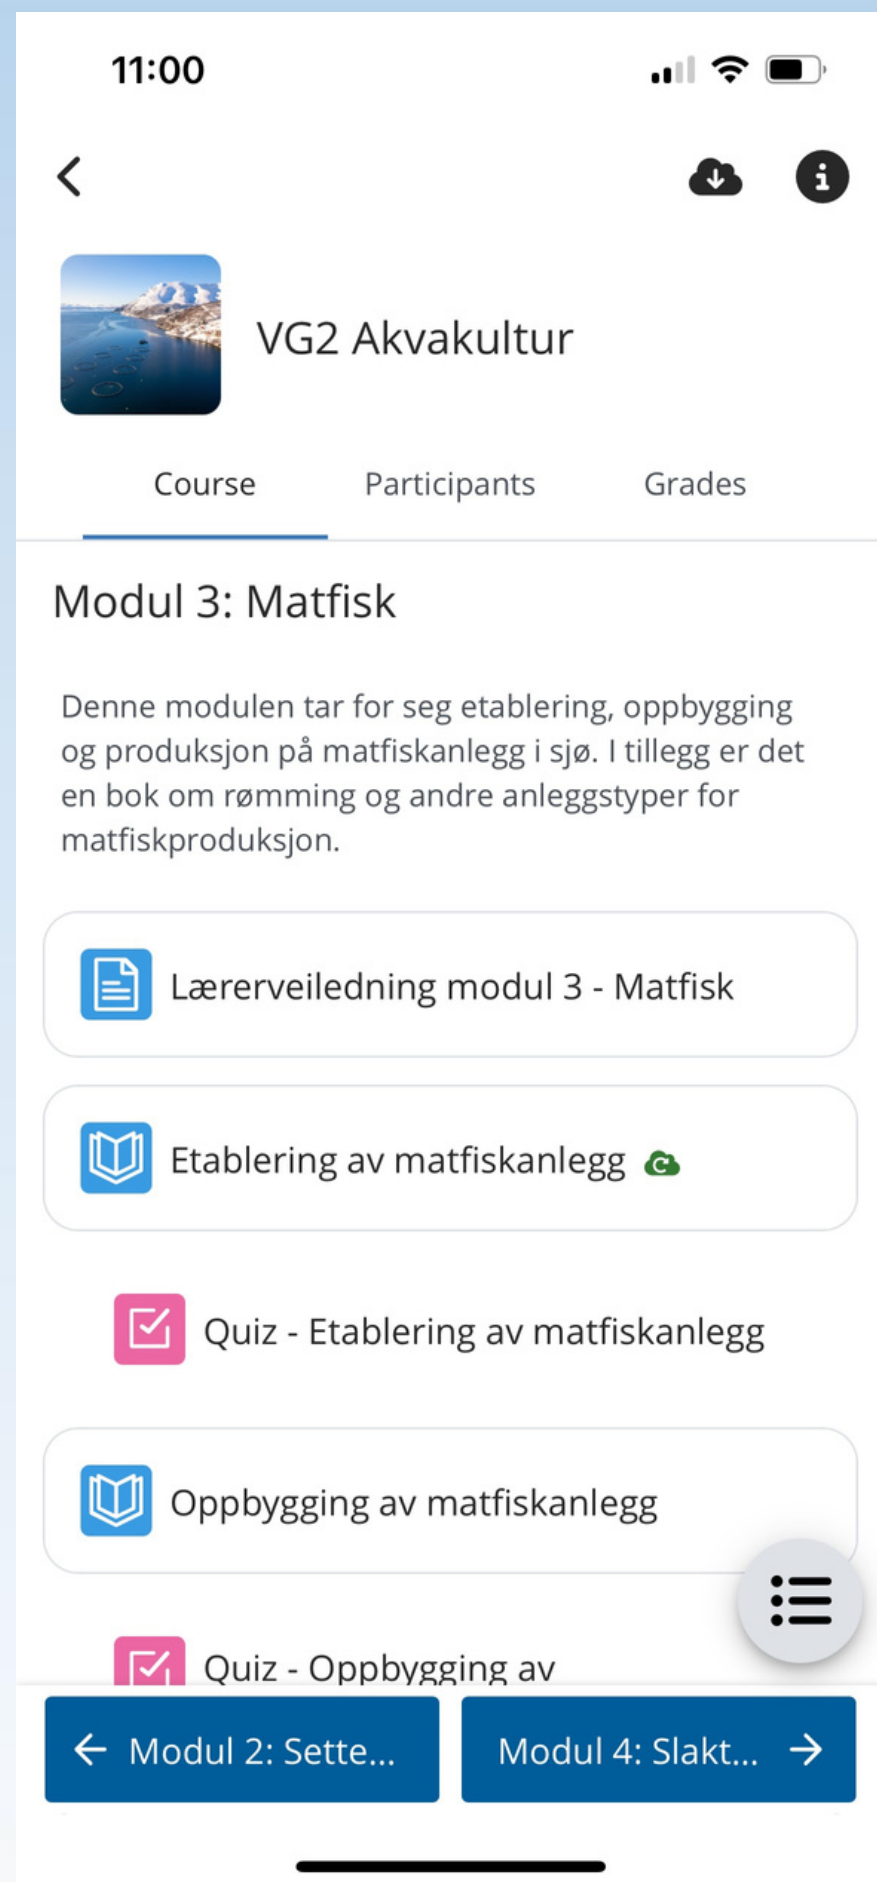 11:00
VG2 Akvakultur
Course Participants Grades
Modul 3: Matfisk
Denne modulen tar for seg etablering, oppbygging
og produksjon på matfiskanlegg i sjø. I tillegg er det
en bok om rømming og andre anleggstyper for
matfiskproduksjon.
Lærerveiledning modul 3 - Matfisk
Etablering av matfiskanlegg
Quiz - Etablering av matfiskanlegg
Oppbygging av matfiskanlegg
Quiz - Oppbygging av
Modul 2: Sette...
Modul 4: Slakt...